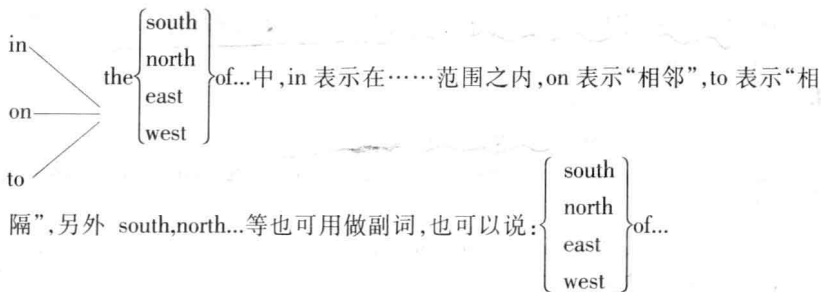 in
on
to
the
south
north
east
west
of...中,in 表示在……范围之内,on 表示“相邻”,to 表示“相
隔”,另外 south,north...等也可用做副词,也可以说:
south
north
east
west
of...